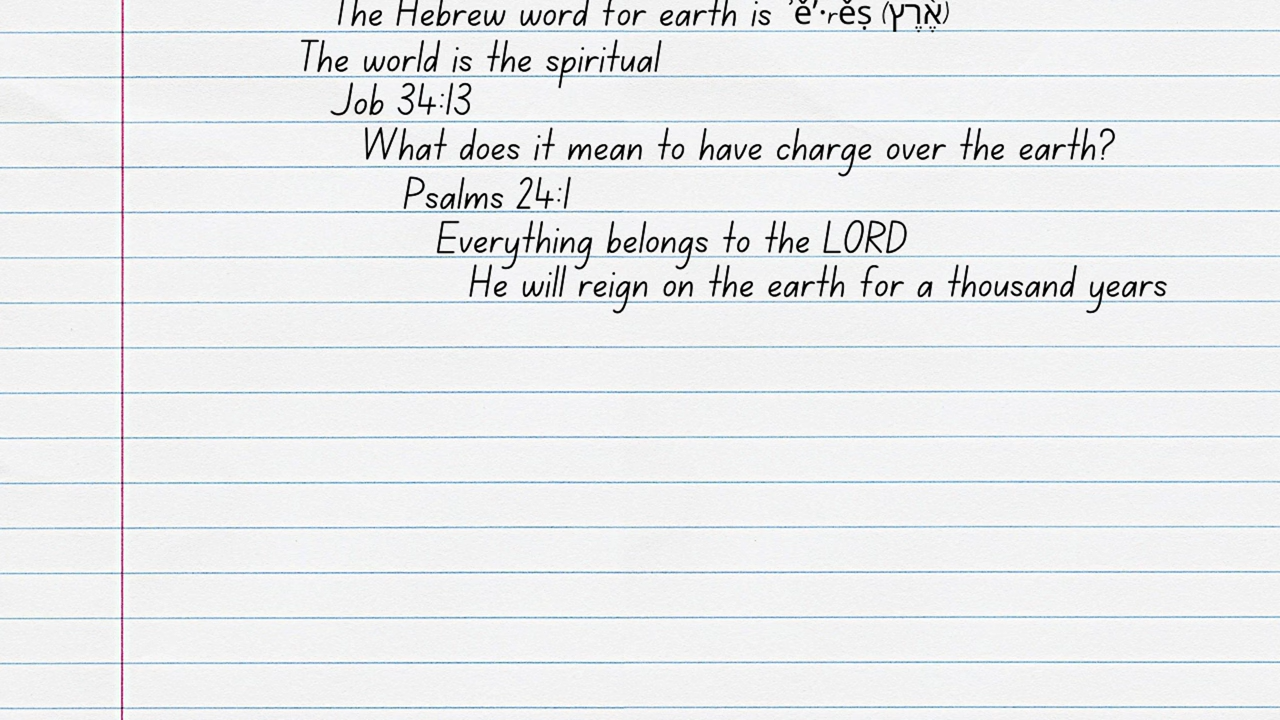 The Hebrew word for earth is ʾĕʹ·rĕṣ (אֶרֶץ)
The world is the spiritual
Job 34:13
What does it mean to have charge over the earth?
Psalms 24:1
Everything belongs to the LORD
He will reign on the earth for a thousand years